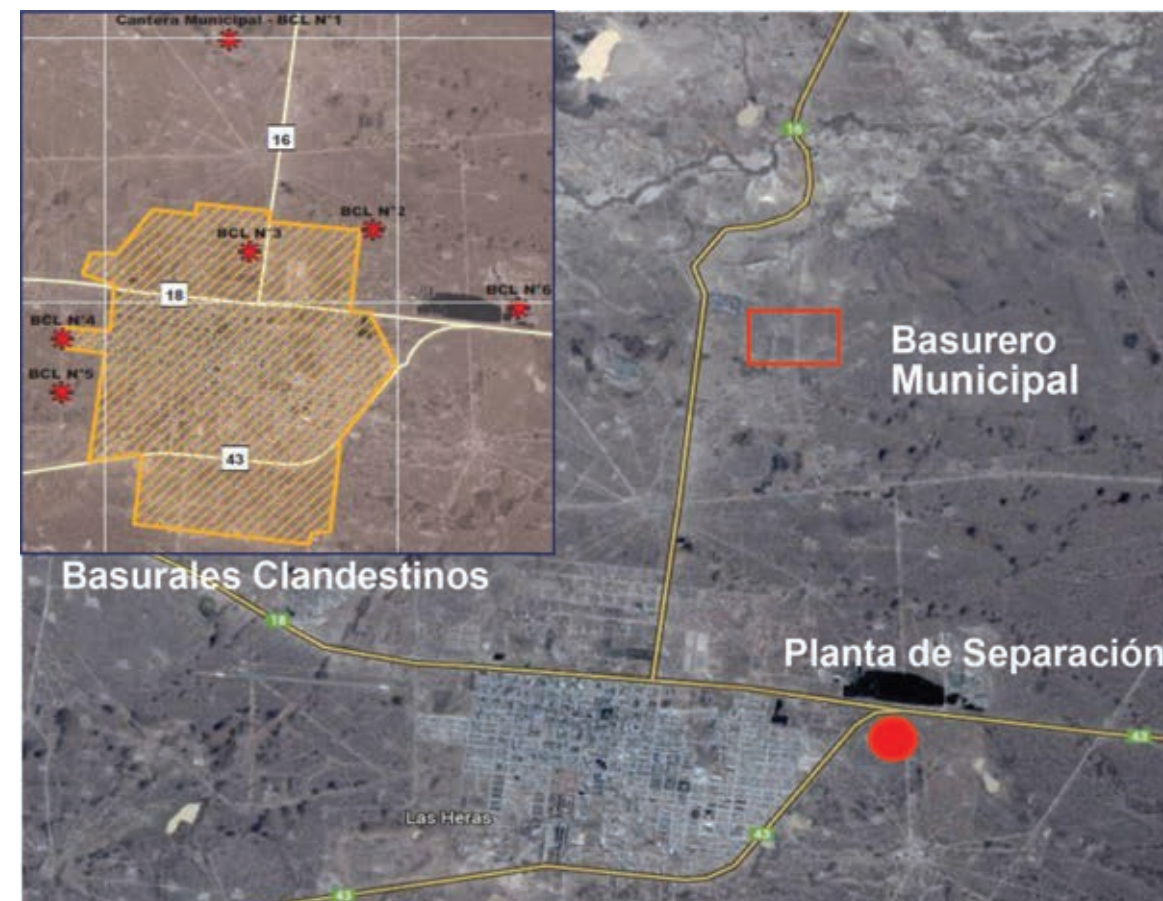 Cantera Municipal - BCL N°1
16
BCL N°2
BCL N°3
18
BCL N°6
BCL N°4
BCL N°5
43
Basurales Clandestinos
16
Basurero
Municipal
18
Planta de Separación
43
Las Heras
43
43